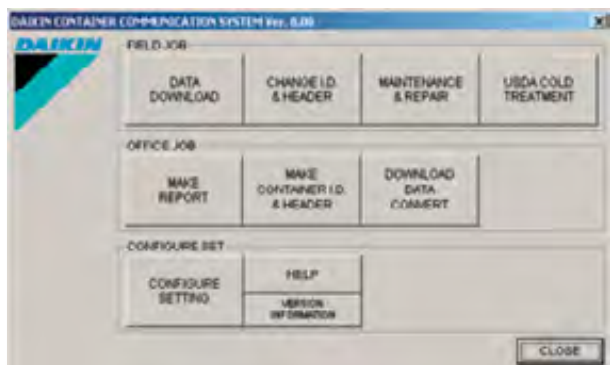 DAIKIN CONTAINER COMMUNICATION SYSTEM Ver. 8.00
DAIKIN
FIELD JOB
DATA
DOWNLOAD
CHANGE I.D.
& HEADER
MAINTENANCE
& REPAIR
USDA COLD
TREATMENT
OFFICE JOB
MAKE
REPORT
MAKE
CONTAINER I.D.
& HEADER
DOWNLOAD
DATA
CONVERT
CONFIGURE SET
CONFIGURE
SETTING
HELP
VERSION
INFORMATION
CLOSE